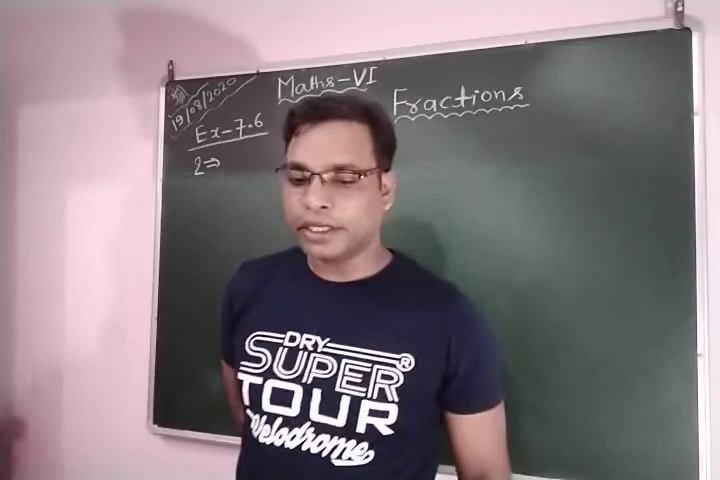 19/08/2020
Maths-VI
Fractions
Ex-7.6
2⇒
DRY
SUPER®
TOUR
Velodrome